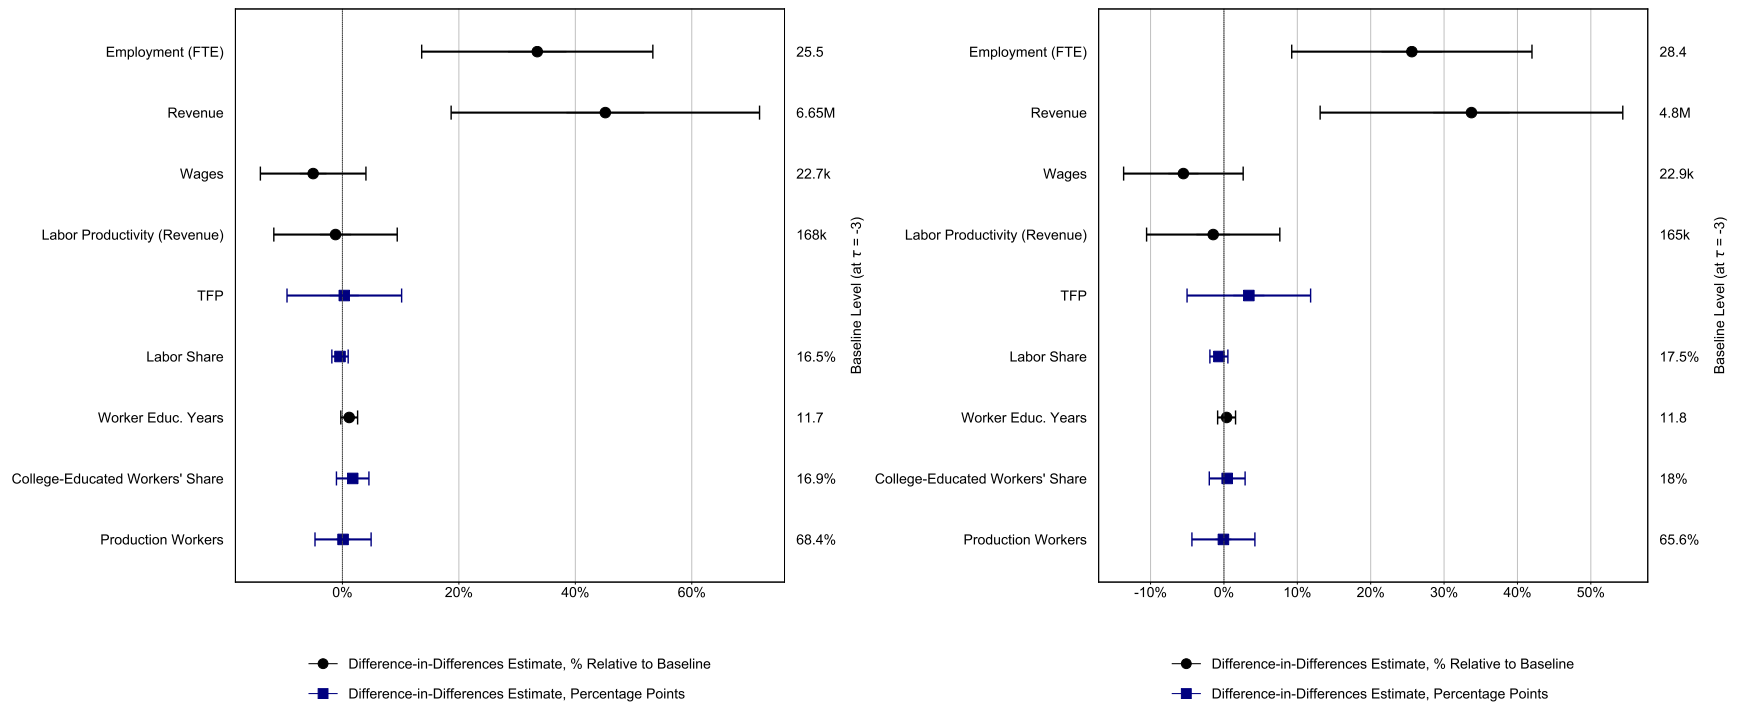 Employment (FTE)
25.5
Revenue
6.65M
Wages
22.7k
Labor Productivity (Revenue)
168k
TFP
Labor Share
16.5%
Worker Educ. Years
11.7
College-Educated Workers' Share
16.9%
Production Workers
68.4%
Baseline Level (at τ = -3)
0%
20%
40%
60%
Difference-in-Differences Estimate, % Relative to Baseline
Difference-in-Differences Estimate, Percentage Points
Employment (FTE)
28.4
Revenue
4.8M
Wages
22.9k
Labor Productivity (Revenue)
165k
TFP
Labor Share
17.5%
Worker Educ. Years
11.8
College-Educated Workers' Share
18%
Production Workers
65.6%
Baseline Level (at τ = -3)
-10%
0%
10%
20%
30%
40%
50%
Difference-in-Differences Estimate, % Relative to Baseline
Difference-in-Differences Estimate, Percentage Points